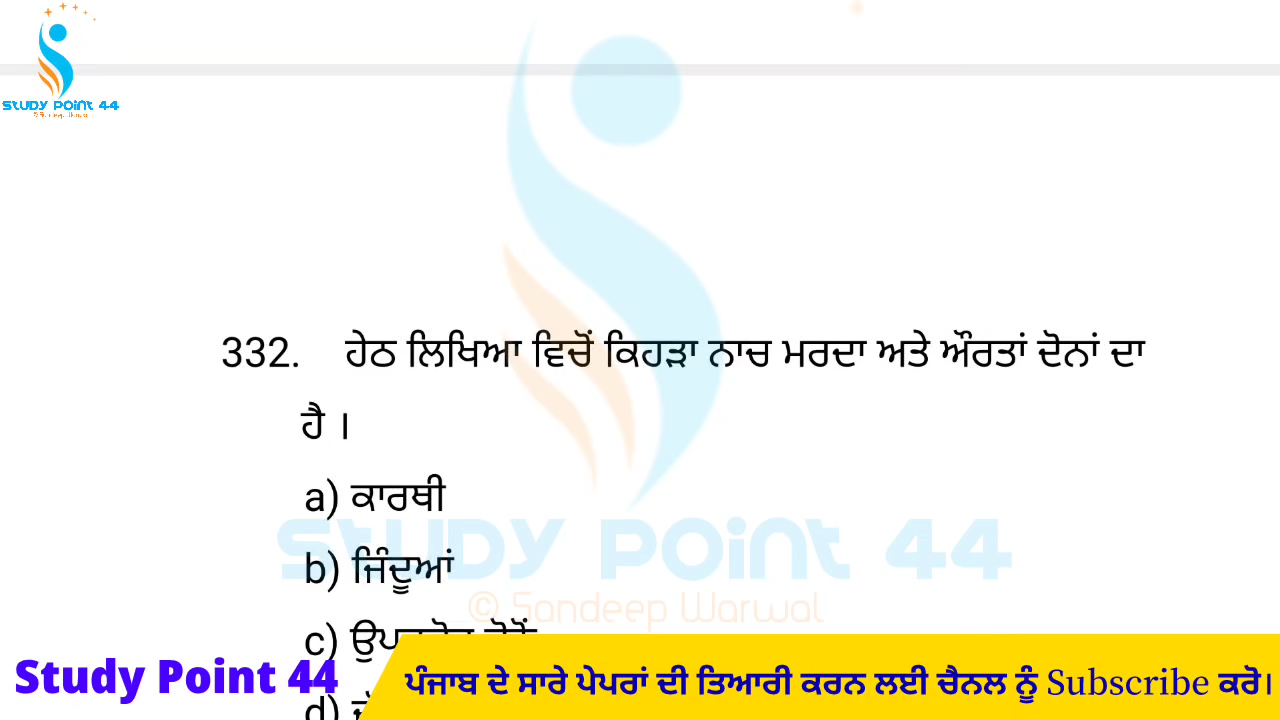 STUDY POINT 44
332. ਹੇਠ ਲਿਖਿਆ ਵਿਚੋਂ ਕਿਹੜਾ ਨਾਚ ਮਰਦਾ ਅਤੇ ਔਰਤਾਂ ਦੋਨਾਂ ਦਾ
ਹੈ ।
a) ਕਾਰਥੀ
b) ਜਿੰਦੂਆਂ
STUDY POINT 44
© Sandeep Warwal
c)
d)
Study Point 44
ਪੰਜਾਬ ਦੇ ਸਾਰੇ ਪੇਪਰਾਂ ਦੀ ਤਿਆਰੀ ਕਰਨ ਲਈ ਚੈਨਲ ਨੂੰ Subscribe ਕਰੋ।